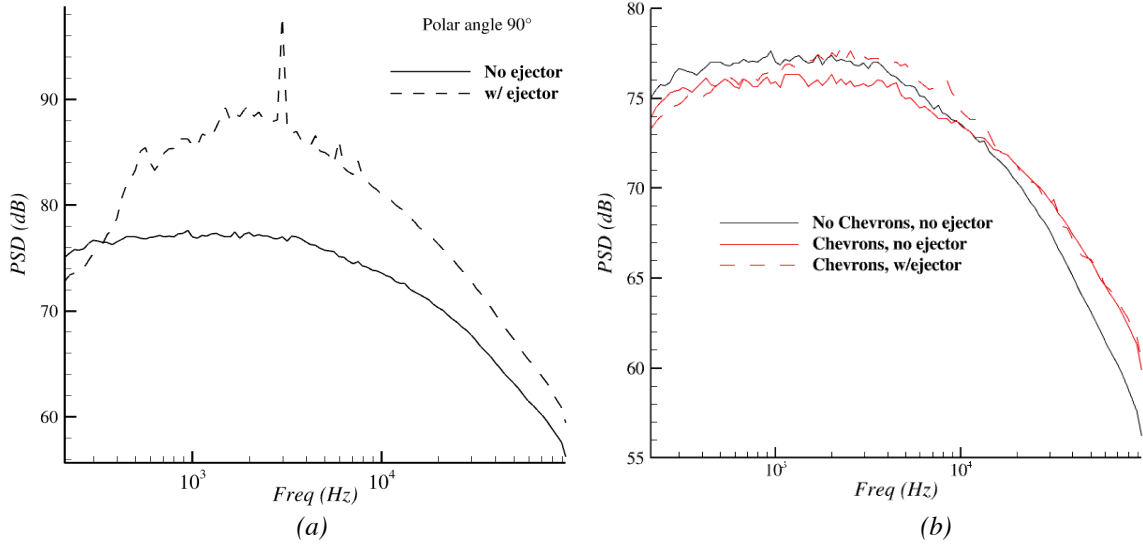 Polar angle 90°
No ejector
w/ ejector
90
80
70
60
PSD (dB)
10³
10⁴
Freq (Hz)
(a)
80
75
70
65
60
55
PSD (dB)
No Chevrons, no ejector
Chevrons, no ejector
Chevrons, w/ejector
10³
10⁴
Freq (Hz)
(b)